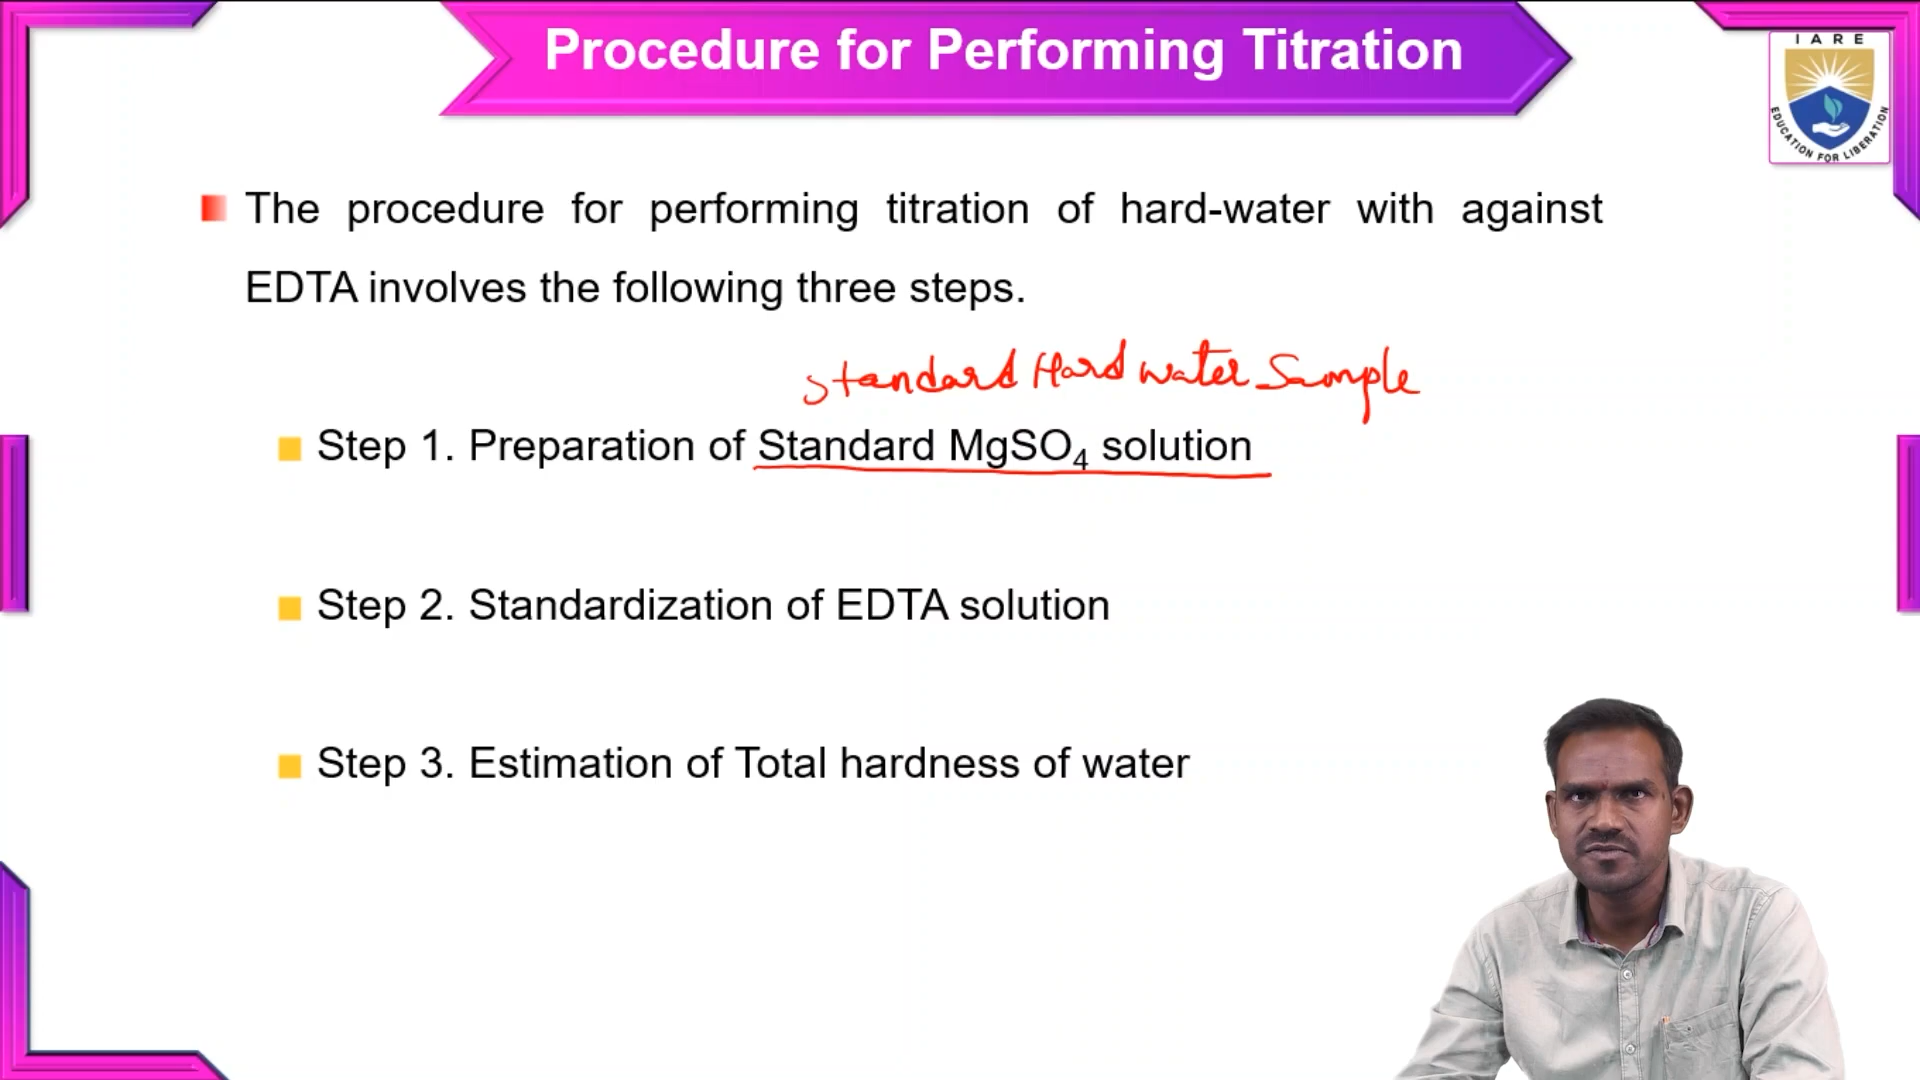 Procedure for Performing Titration
IARE
EDUCATION FOR LIBERATION
The procedure for performing titration of hard-water with against
EDTA involves the following three steps.
Standard Hard water Sample
Step 1. Preparation of Standard MgSO₄ solution
Step 2. Standardization of EDTA solution
Step 3. Estimation of Total hardness of water